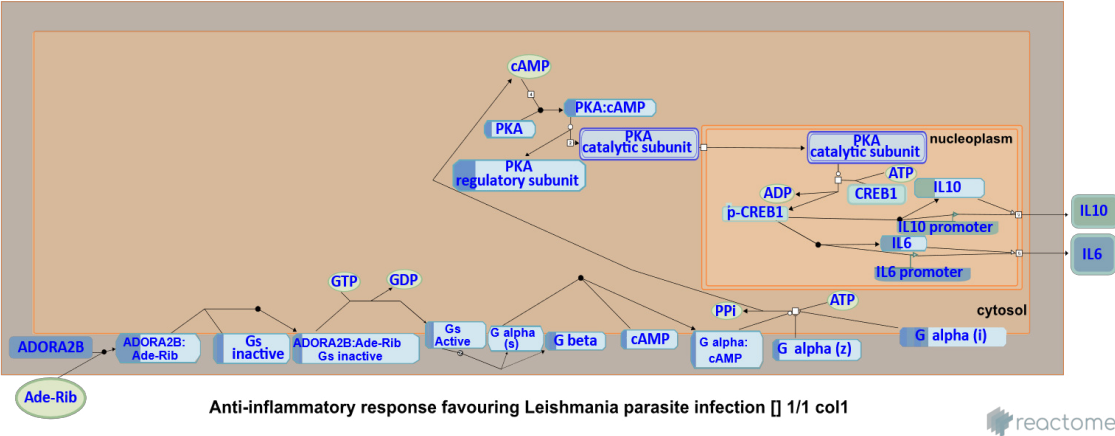 cAMP
PKA:cAMP
PKA
PKA
catalytic subunit
PKA
regulatory subunit
PKA
catalytic subunit
nucleoplasm
ATP
ADP
CREB1
IL10
p-CREB1
IL10 promoter
IL6
IL6 promoter
IL10
IL6
GTP
GDP
PPi
ATP
cytosol
ADORA2B
ADORA2B:
Ade-Rib
Gs
inactive
ADORA2B:Ade-Rib
Gs inactive
Gs
Active
G alpha
(s)
G beta
cAMP
G alpha:
cAMP
G alpha (z)
G alpha (i)
Ade-Rib
Anti-inflammatory response favouring Leishmania parasite infection [] 1/1 col1
reactome